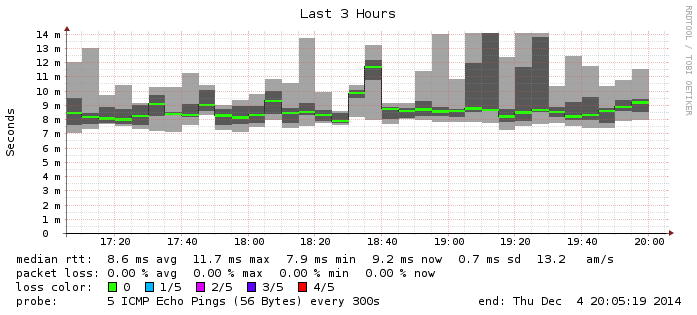 Last 3 Hours
RRDTOOL / TOBI OETIKER
Seconds
14 m
13 m
12 m
11 m
10 m
9 m
8 m
7 m
6 m
5 m
4 m
3 m
2 m
1 m
0
17:20 17:40 18:00 18:20 18:40 19:00 19:20 19:40 20:00
median rtt: 8.6 ms avg 11.7 ms max 7.9 ms min 9.2 ms now 0.7 ms sd 13.2 am/s
packet loss: 0.00 % avg 0.00 % max 0.00 % min 0.00 % now
loss color: 0 1/5 2/5 3/5 4/5
probe: 5 ICMP Echo Pings (56 Bytes) every 300s end: Thu Dec 4 20:05:19 2014